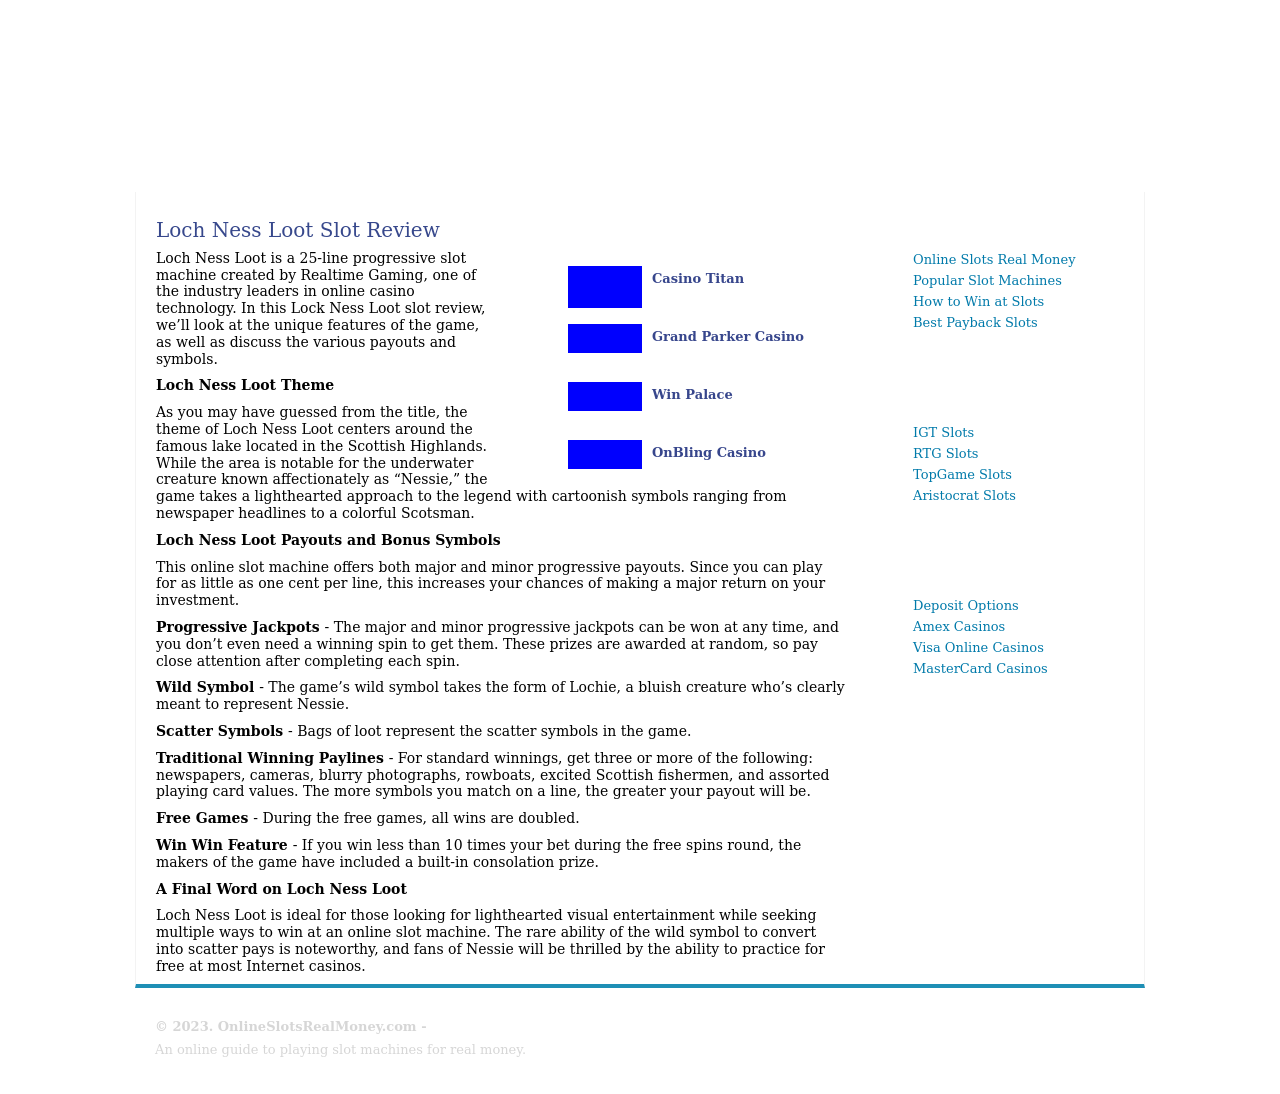 Loch Ness Loot Slot Review
Loch Ness Loot is a 25-line progressive slot
machine created by Realtime Gaming, one of
the industry leaders in online casino
technology. In this Lock Ness Loot slot review,
we’ll look at the unique features of the game,
as well as discuss the various payouts and
symbols.
Casino Titan
Grand Parker Casino
Win Palace
OnBling Casino
Loch Ness Loot Theme
As you may have guessed from the title, the
theme of Loch Ness Loot centers around the
famous lake located in the Scottish Highlands.
While the area is notable for the underwater
creature known affectionately as “Nessie,” the
game takes a lighthearted approach to the legend with cartoonish symbols ranging from
newspaper headlines to a colorful Scotsman.
Loch Ness Loot Payouts and Bonus Symbols
This online slot machine offers both major and minor progressive payouts. Since you can play
for as little as one cent per line, this increases your chances of making a major return on your
investment.
Progressive Jackpots - The major and minor progressive jackpots can be won at any time, and
you don’t even need a winning spin to get them. These prizes are awarded at random, so pay
close attention after completing each spin.
Wild Symbol - The game’s wild symbol takes the form of Lochie, a bluish creature who’s clearly
meant to represent Nessie.
Scatter Symbols - Bags of loot represent the scatter symbols in the game.
Traditional Winning Paylines - For standard winnings, get three or more of the following:
newspapers, cameras, blurry photographs, rowboats, excited Scottish fishermen, and assorted
playing card values. The more symbols you match on a line, the greater your payout will be.
Free Games - During the free games, all wins are doubled.
Win Win Feature - If you win less than 10 times your bet during the free spins round, the
makers of the game have included a built-in consolation prize.
A Final Word on Loch Ness Loot
Loch Ness Loot is ideal for those looking for lighthearted visual entertainment while seeking
multiple ways to win at an online slot machine. The rare ability of the wild symbol to convert
into scatter pays is noteworthy, and fans of Nessie will be thrilled by the ability to practice for
free at most Internet casinos.
Online Slots Real Money
Popular Slot Machines
How to Win at Slots
Best Payback Slots
IGT Slots
RTG Slots
TopGame Slots
Aristocrat Slots
Deposit Options
Amex Casinos
Visa Online Casinos
MasterCard Casinos
© 2023. OnlineSlotsRealMoney.com -
An online guide to playing slot machines for real money.